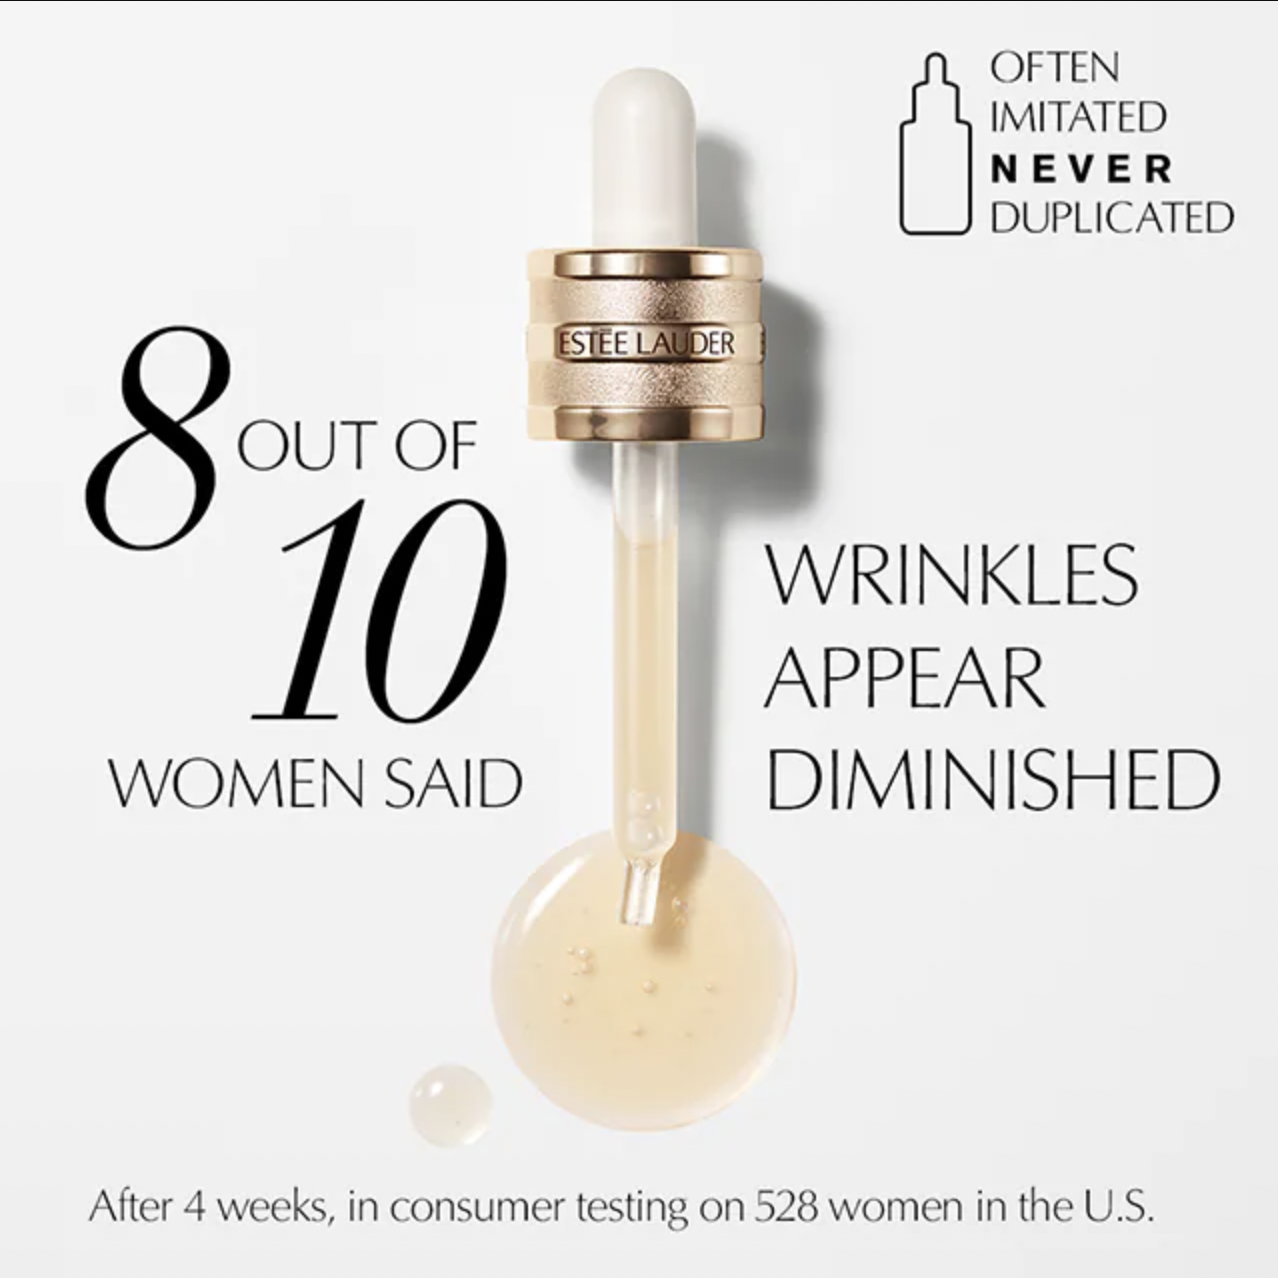 OFTEN
IMITATED
NEVER
DUPLICATED
ESTĒE LAUDER
8 OUT OF
10
WOMEN SAID
WRINKLES
APPEAR
DIMINISHED
After 4 weeks, in consumer testing on 528 women in the U.S.